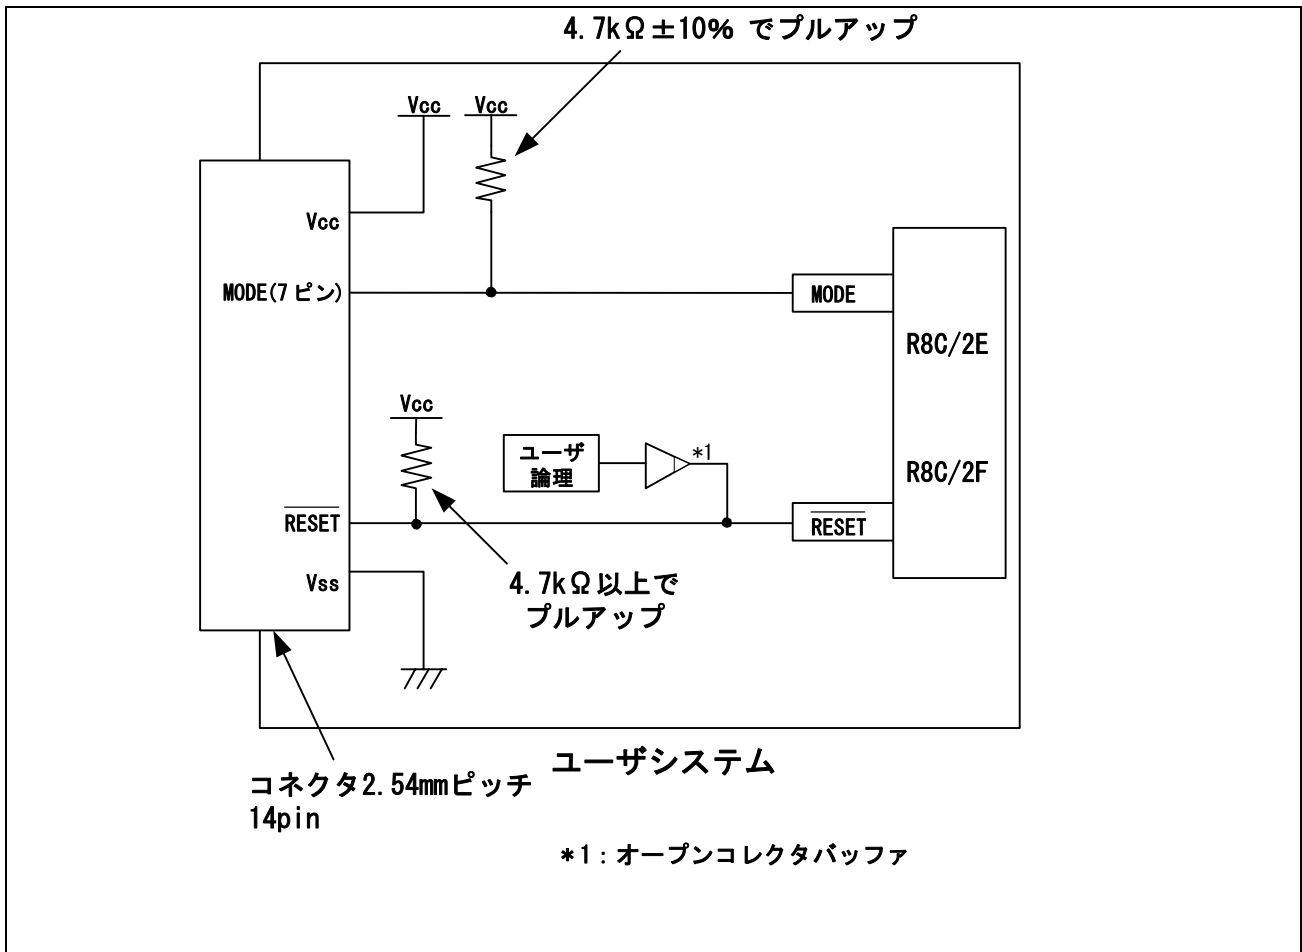 4.7kΩ±10% でプルアップ
Vcc
Vcc
Vcc
MODE(7 ピン)
MODE
R8C/2E
Vcc
ユーザ
論理
*1
R8C/2F
RESET
RESET
Vss
4.7kΩ以上で
プルアップ
ユーザシステム
コネクタ2.54mmピッチ
14pin
*1:オープンコレクタバッファ